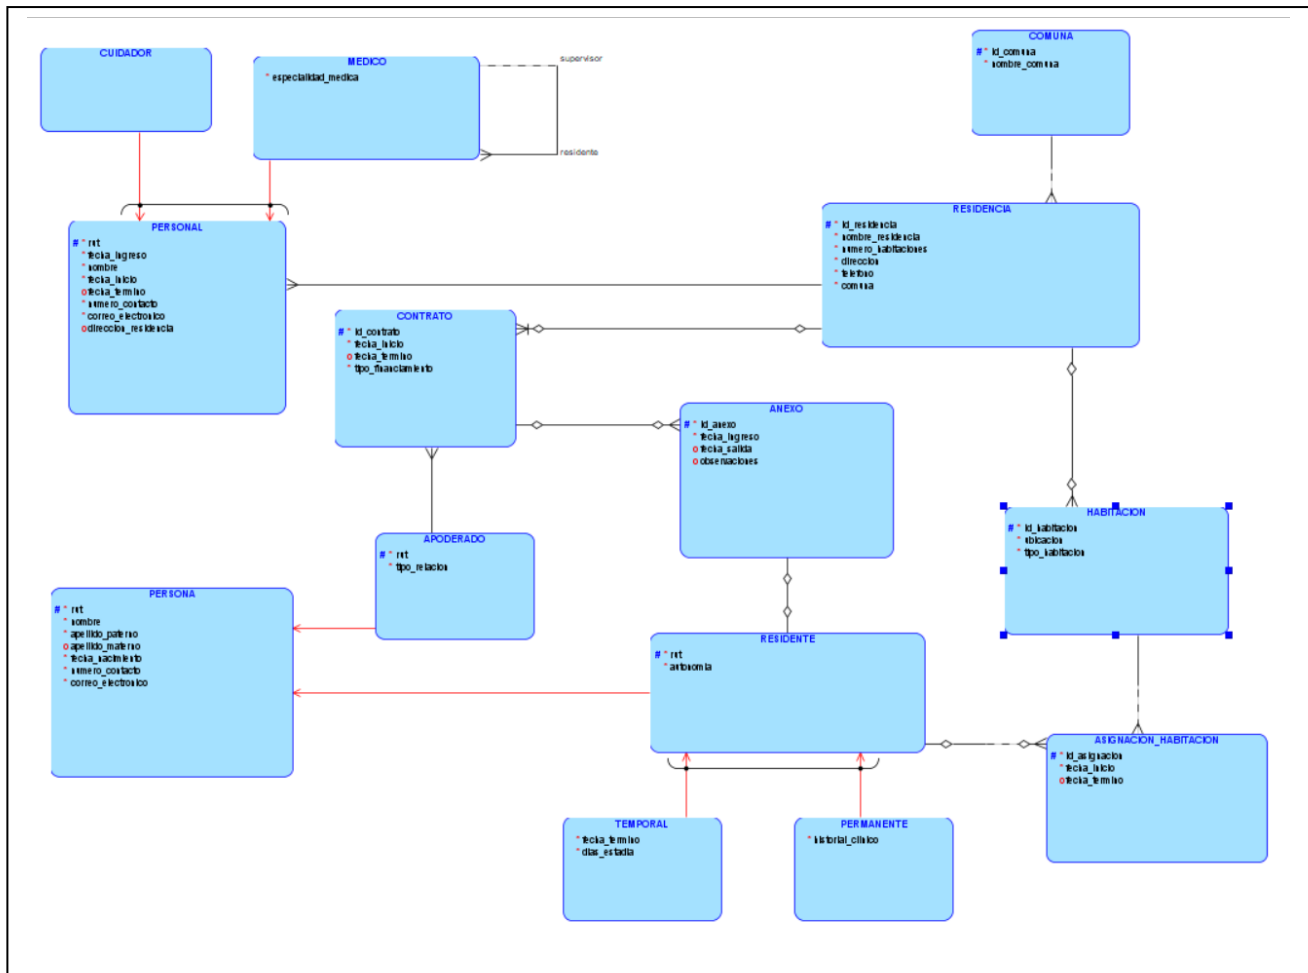 CUIDADOR
MEDICO
* especialidad_medica
supervisor
residente
COMUNA
# * id_comuna
* nombre_comuna
PERSONAL
# * rut
* fecha_ingreso
* nombre
* fecha_inicio
o fecha_termino
* numero_contacto
* correo_electronico
o direccion_residencia
RESIDENCIA
# * id_residencia
* nombre_residencia
* numero_habitaciones
* direccion
* telefono
* comuna
CONTRATO
# * id_contrato
* fecha_inicio
o fecha_termino
* tipo_financiamiento
ANEXO
# * id_anexo
* fecha_ingreso
o fecha_salida
o observaciones
HABITACION
# * id_habitacion
* ubicacion
* tipo_habitacion
APODERADO
# * rut
* tipo_relacion
PERSONA
# * rut
* nombre
* apellido_paterno
o apellido_materno
* fecha_nacimiento
* numero_contacto
* correo_electronico
RESIDENTE
# * rut
* autonomia
ASIGNACION_HABITACION
# * id_asignacion
* fecha_inicio
o fecha_termino
TEMPORAL
* fecha_termino
* dias_estadia
PERMANENTE
* historial_clinico